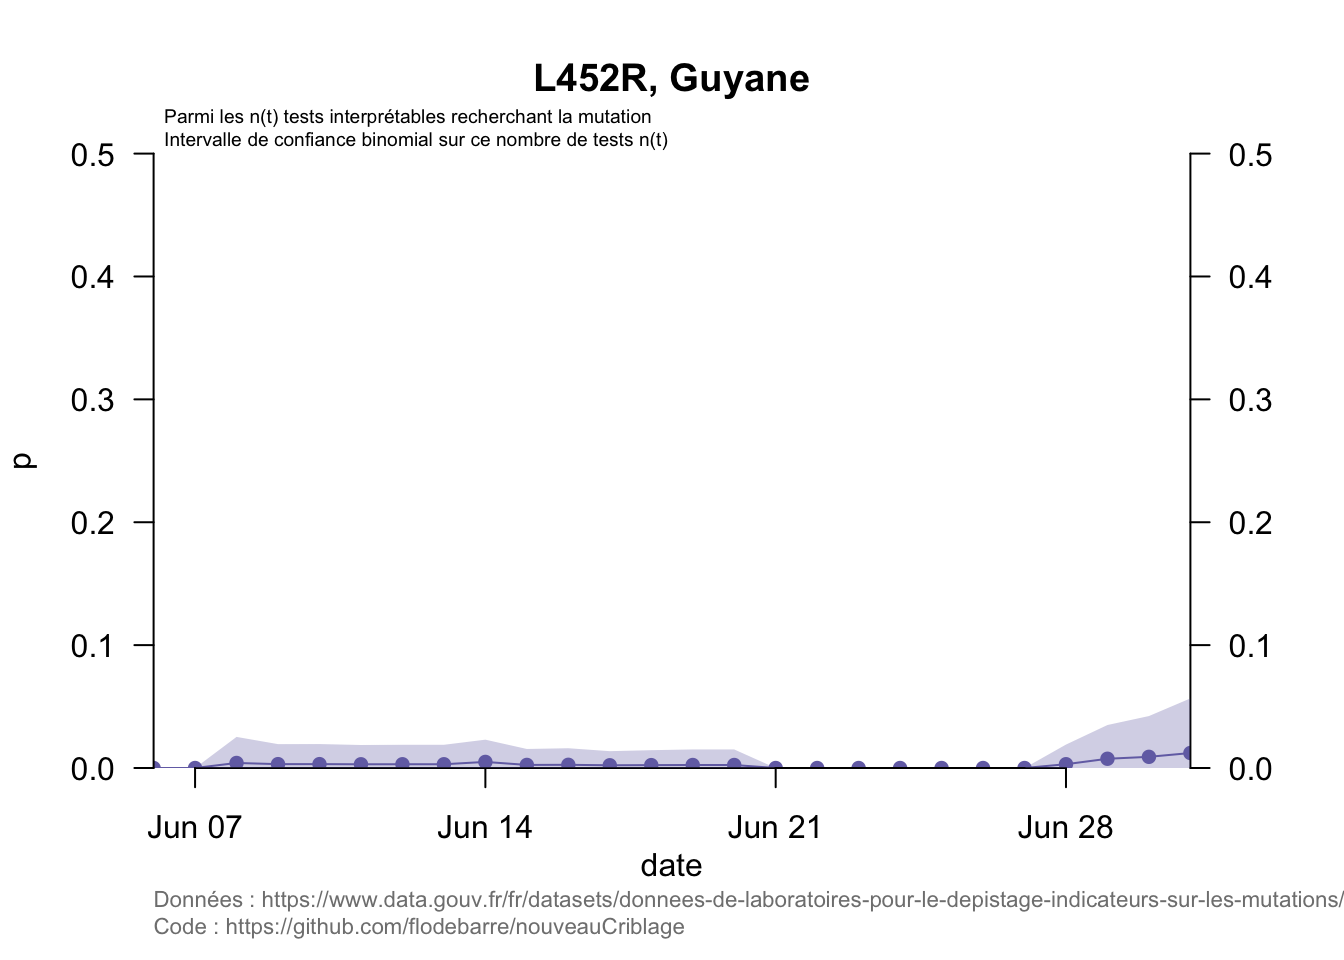 L452R, Guyane
Parmi les n(t) tests interprétables recherchant la mutation
Intervalle de confiance binomial sur ce nombre de tests n(t)
0.5
0.4
0.3
0.2
0.1
0.0
p
0.5
0.4
0.3
0.2
0.1
0.0
Jun 07 Jun 14 Jun 21 Jun 28
date
Données : https://www.data.gouv.fr/fr/datasets/donnees-de-laboratoires-pour-le-depistage-indicateurs-sur-les-mutations/
Code : https://github.com/flodebarre/nouveauCriblage